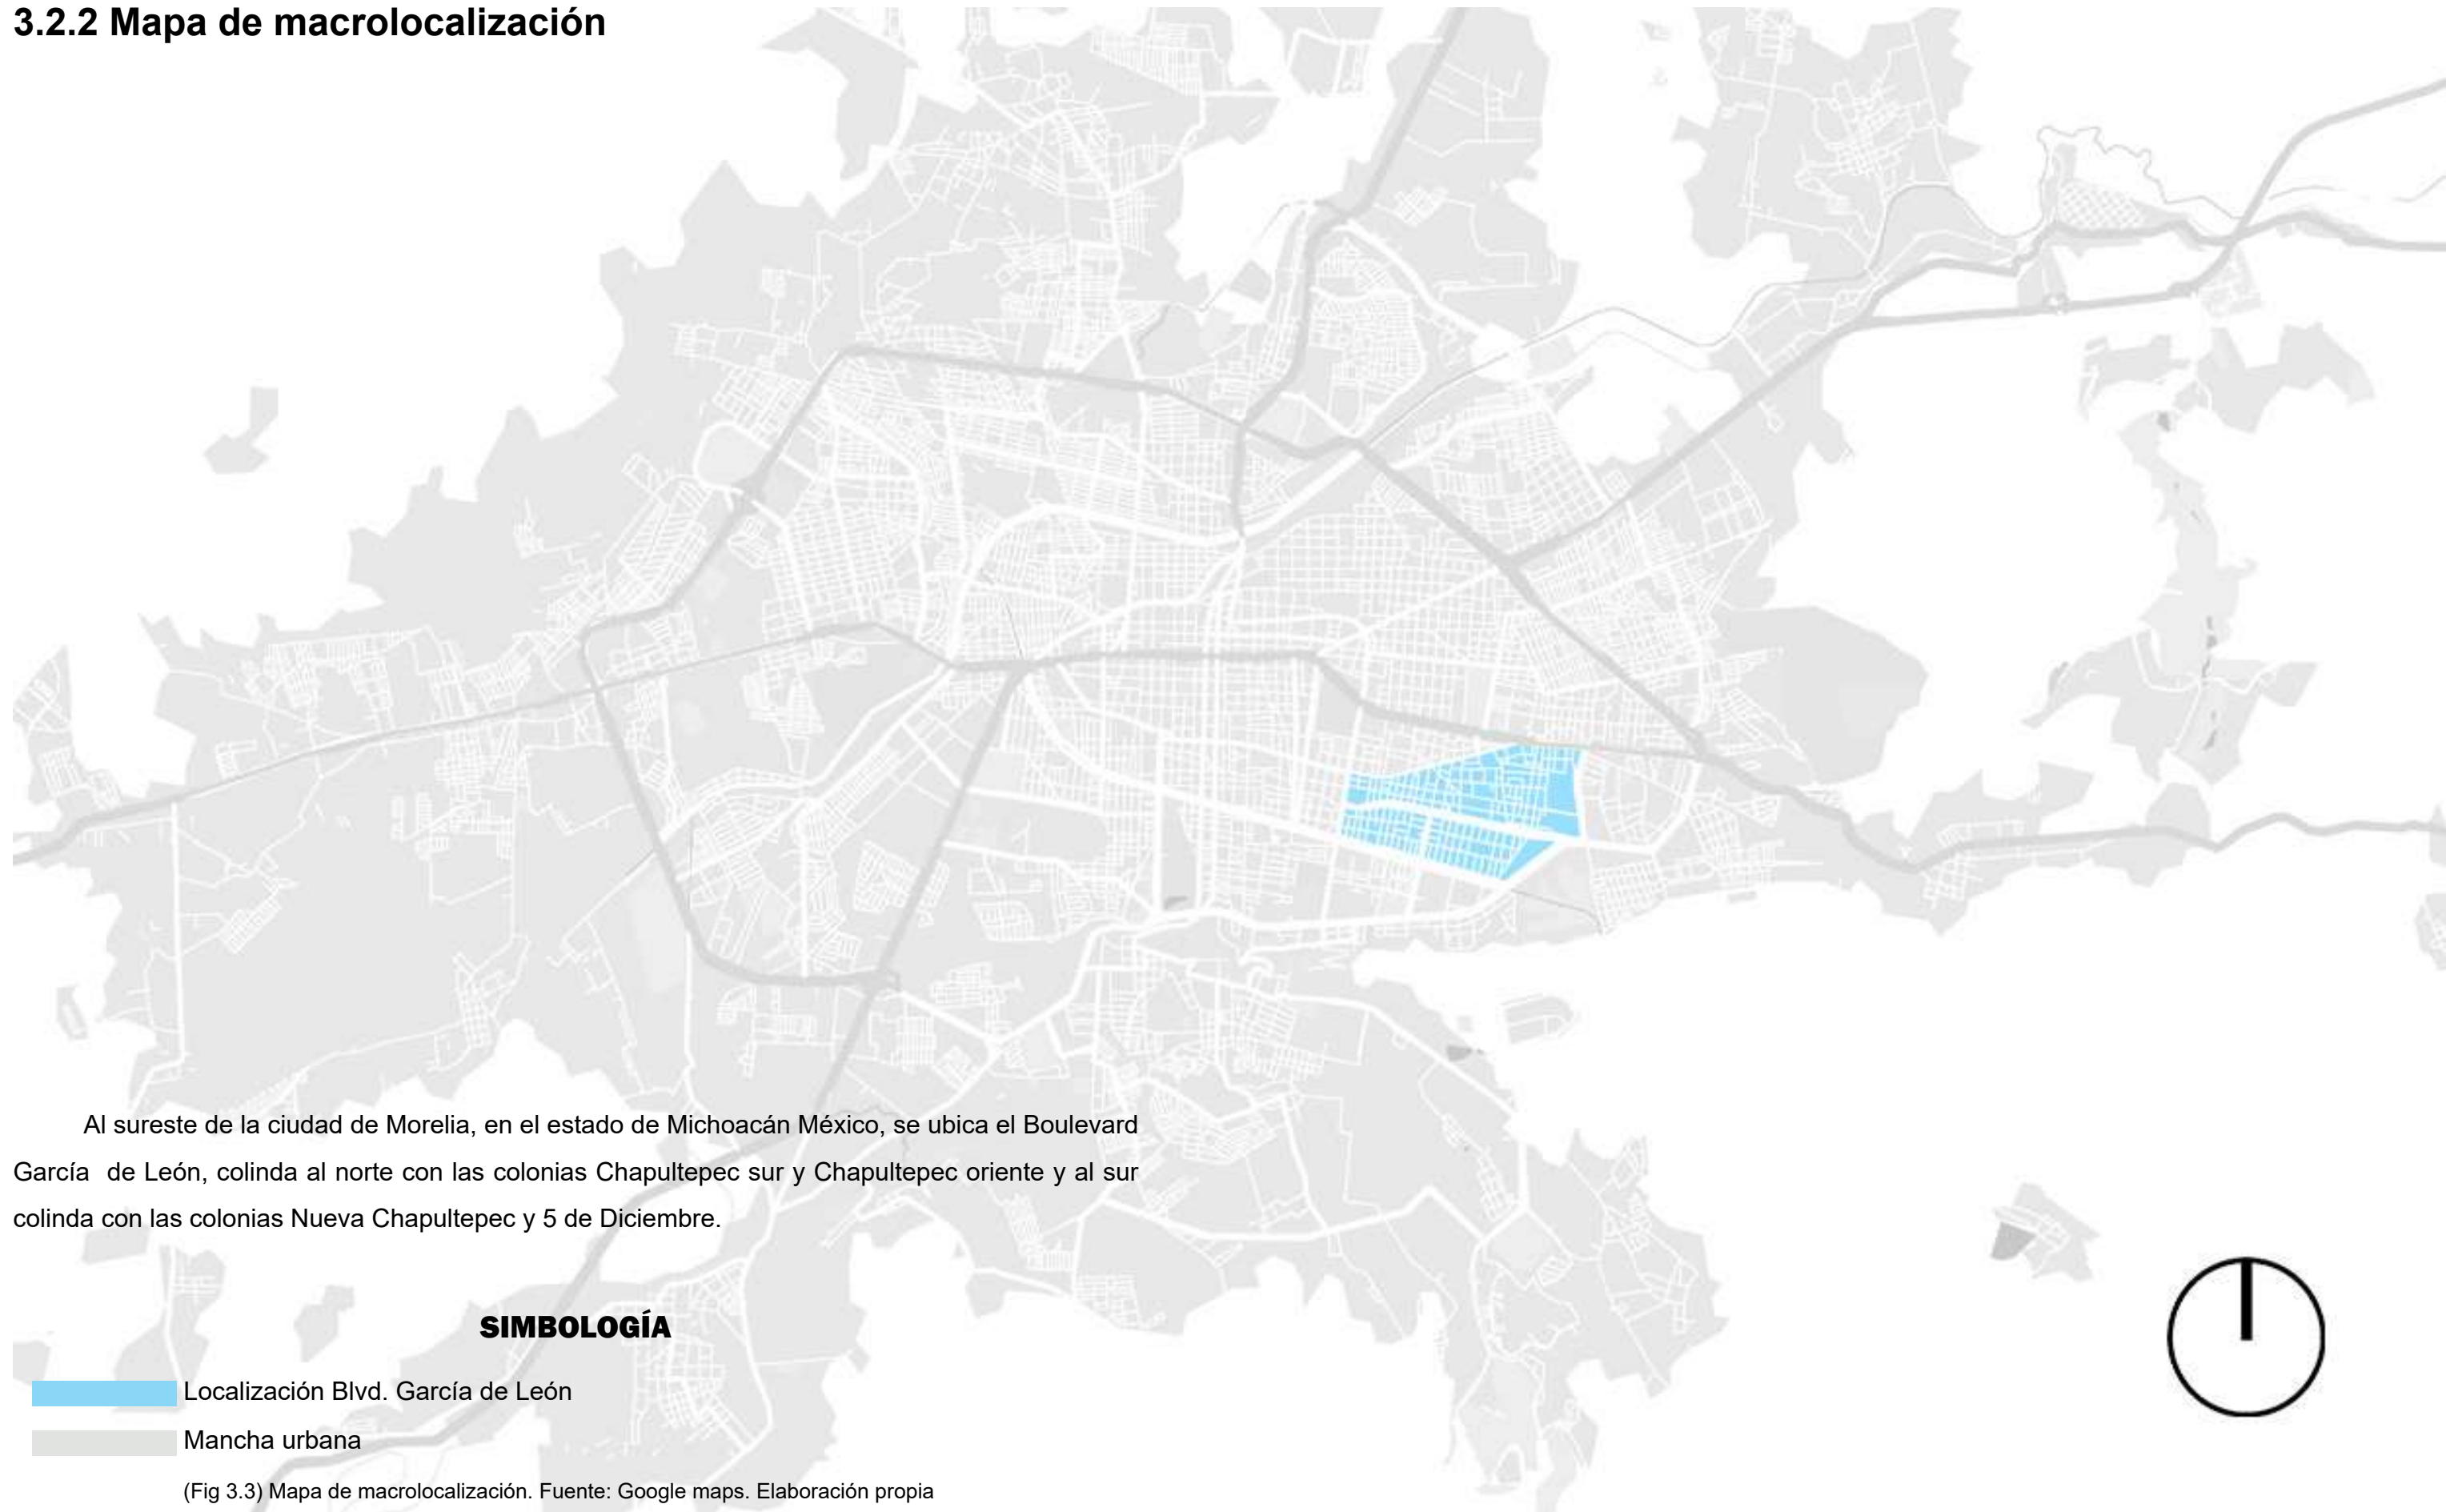 3.2.2 Mapa de macrolocalización
Al sureste de la ciudad de Morelia, en el estado de Michoacán México, se ubica el Boulevard
García de León, colinda al norte con las colonias Chapultepec sur y Chapultepec oriente y al sur
colinda con las colonias Nueva Chapultepec y 5 de Diciembre.
SIMBOLOGÍA
Localización Blvd. García de León
Mancha urbana
(Fig 3.3) Mapa de macrolocalización. Fuente: Google maps. Elaboración propia